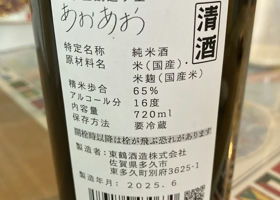 あおあお
清酒
特定名称 純米酒
原材料名 米(国産)・
米麹(国産米)
精米歩合 65%
アルコール分 16度
内容量 720ml
保存方法 要冷蔵
開栓時以降は栓が飛ぶ恐れがあります
製造者:東鶴酒造株式会社
佐賀県多久市
東多久町別府3625-1
製造年月:2025.6